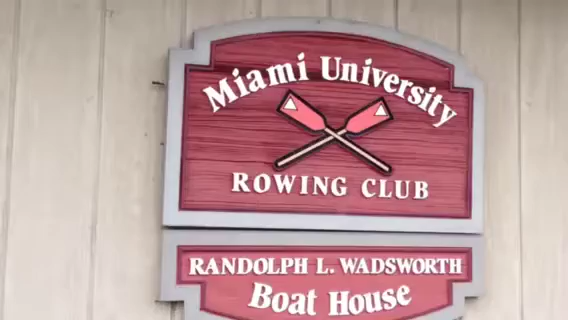 Miami University
ROWING CLUB
RANDOLPH L. WADSWORTH
Boat House